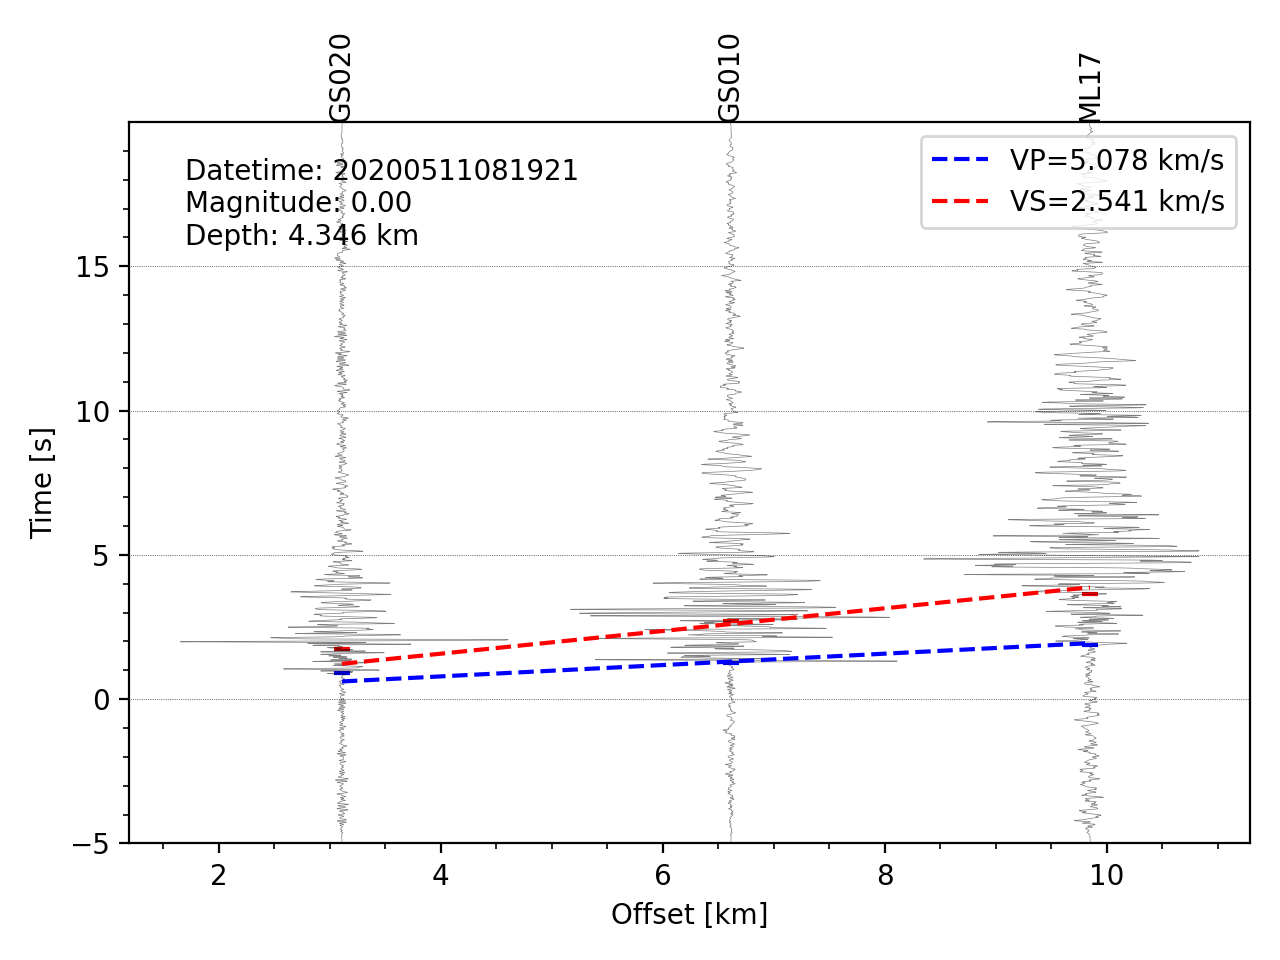 GS020
GS010
ML17
Datetime: 20200511081921
Magnitude: 0.00
Depth: 4.346 km
VP=5.078 km/s
VS=2.541 km/s
Time [s]
15
10
5
0
−5
2
4
6
8
10
Offset [km]